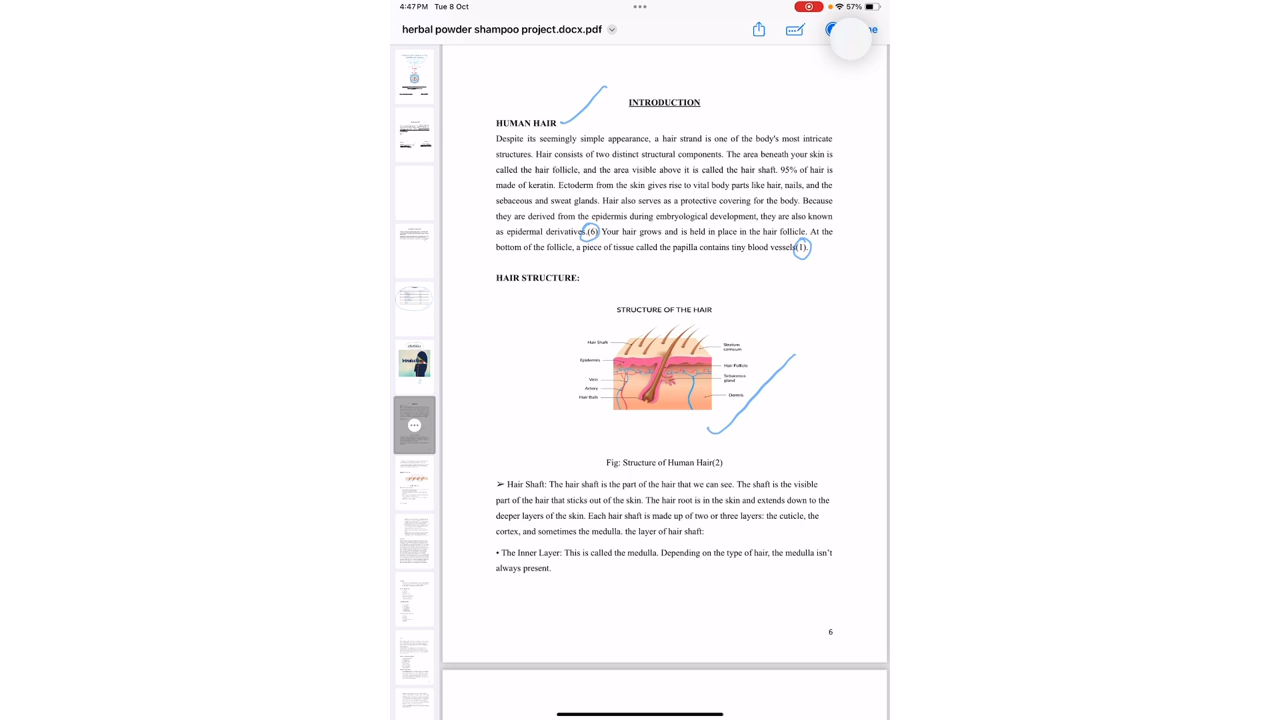 4:47 PM Tue 8 Oct
57%
herbal powder shampoo project.docx.pdf
INTRODUCTION
HUMAN HAIR
Despite its seemingly simple appearance, a hair strand is one of the body's most intricate
structures. Hair consists of two distinct structural components. The area beneath your skin is
called the hair follicle, and the area visible above it is called the hair shaft. 95% of hair is
made of keratin. Ectoderm from the skin gives rise to vital body parts like hair, nails, and the
sebaceous and sweat glands. Hair also serves as a protective covering for the body. Because
they are derived from the epidermis during embryological development, they are also known
as epidermal derivatives.(6) Your hair grows and is held in place in the hair follicle. At the
bottom of the follicle, a piece of tissue called the papilla contains tiny blood vessels(1).
HAIR STRUCTURE:
STRUCTURE OF THE HAIR
Hair Shaft
Epidermis
Vein
Artery
Hair Bulb
Stratum
corneum
Hair Follicle
Sebaceous
gland
Dermis
Fig: Structure of Human Hair(2)
➢ Hair Shaft: The hair shaft is the part of the hair that we can see. The shaft is the visible
part of the hair that sticks out of the skin. The hair root is in the skin and extends down to the
deeper layers of the skin. Each hair shaft is made up of two or three layers: the cuticle, the
cortex, and sometimes the medulla. the layer of hair shaft:
• The Inner Layer: This is called the medulla. Depending on the type of hair, the medulla isn't
always present.
6